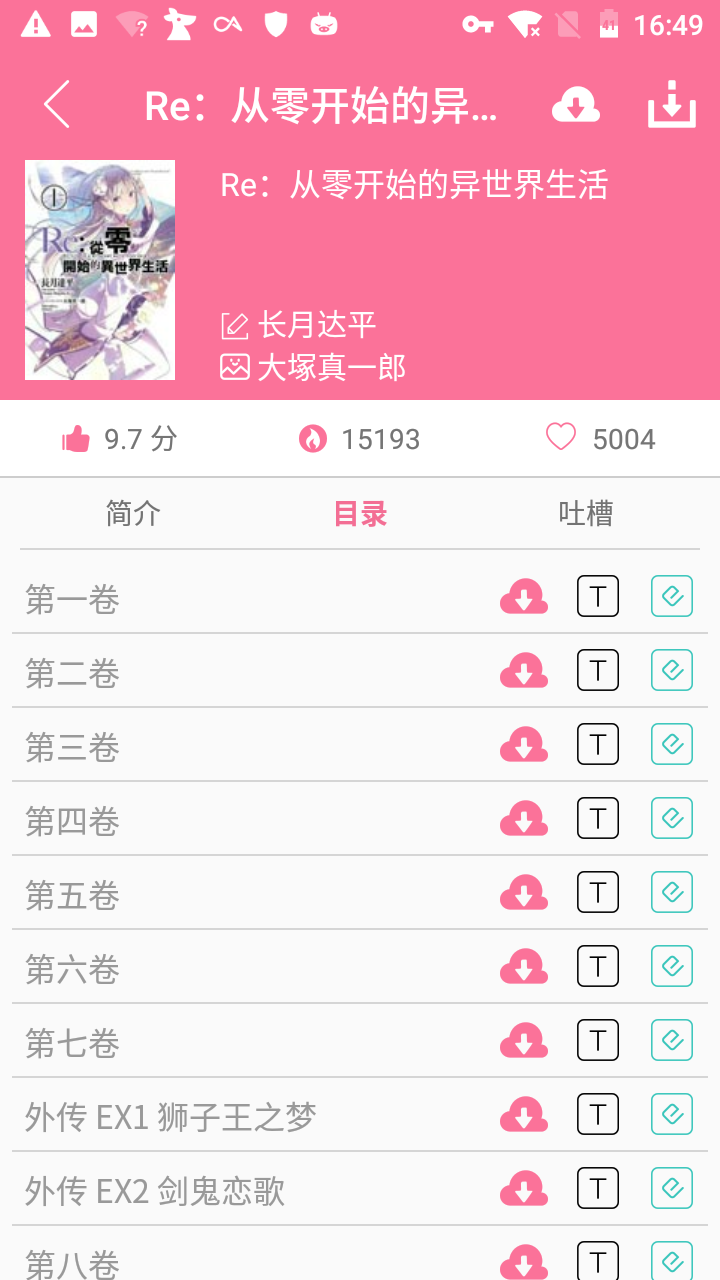 16:49
41
Re：从零开始的异...
Re：从零开始的异世界生活
1
Re:從零
開始的異世界生活
長月達平
长月达平
大塚真一郎
9.7 分
15193
5004
简介
目录
吐槽
第一卷
T
第二卷
T
第三卷
T
第四卷
T
第五卷
T
第六卷
T
第七卷
T
外传 EX1 狮子王之梦
T
外传 EX2 剑鬼恋歌
T
第八卷
T